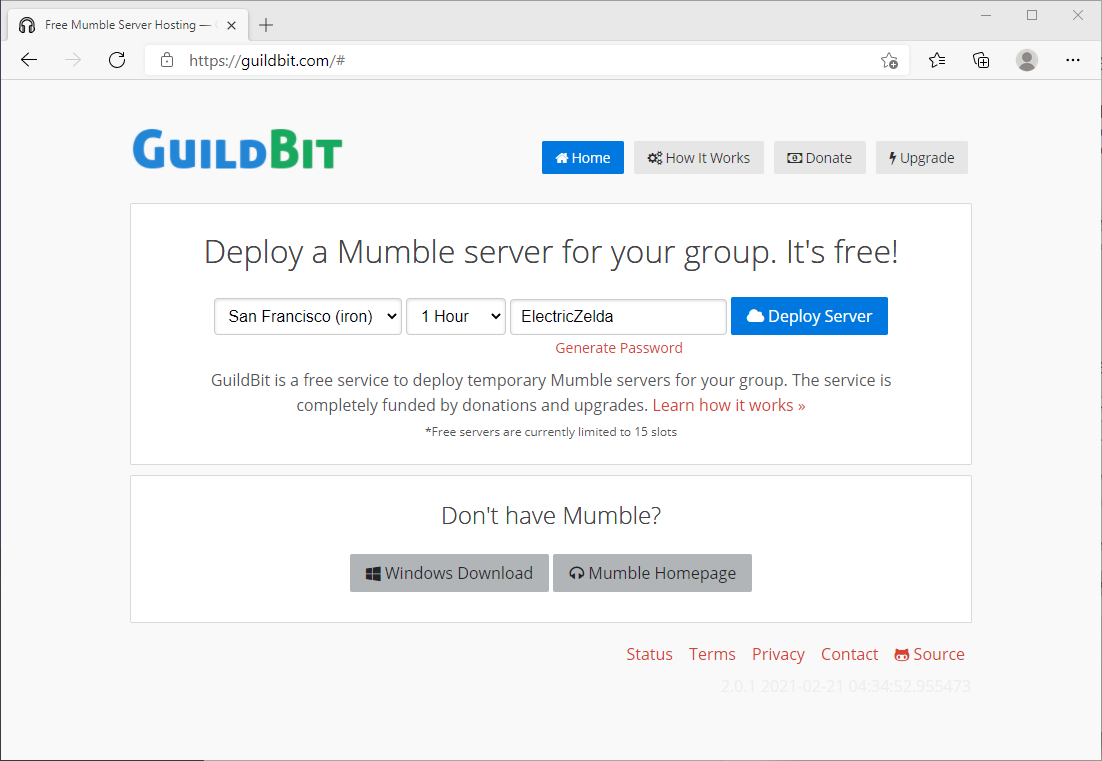 Free Mumble Server Hosting —
https://guildbit.com/#
GUILDBIT
Home How It Works Donate Upgrade
Deploy a Mumble server for your group. It's free!
San Francisco (iron) 1 Hour ElectricZelda Deploy Server
Generate Password
GuildBit is a free service to deploy temporary Mumble servers for your group. The service is
completely funded by donations and upgrades. Learn how it works »
*Free servers are currently limited to 15 slots
Don't have Mumble?
Windows Download Mumble Homepage
Status Terms Privacy Contact Source
2.0.1 2021-02-21 04:34:52.955473